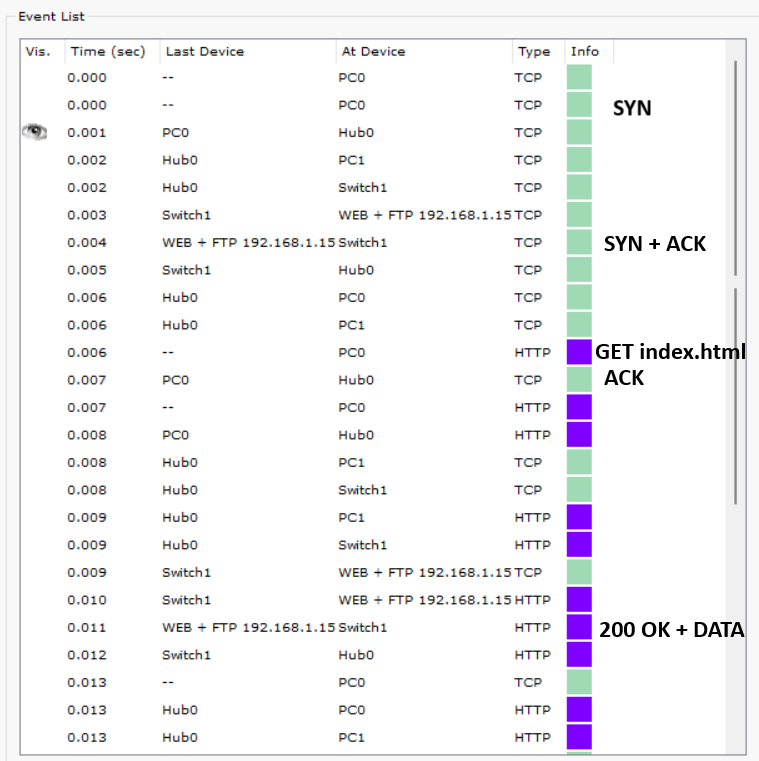 Event List
Vis. Time (sec) Last Device At Device Type Info
0.000 -- PC0 TCP
0.000 -- PC0 TCP SYN
0.001 PC0 Hub0 TCP
0.002 Hub0 PC1 TCP
0.002 Hub0 Switch1 TCP
0.003 Switch1 WEB + FTP 192.168.1.15 TCP
0.004 WEB + FTP 192.168.1.15 Switch1 TCP SYN + ACK
0.005 Switch1 Hub0 TCP
0.006 Hub0 PC0 TCP
0.006 Hub0 PC1 TCP
0.006 -- PC0 HTTP GET index.html
0.007 PC0 Hub0 TCP ACK
0.007 -- PC0 HTTP
0.008 PC0 Hub0 HTTP
0.008 Hub0 PC1 TCP
0.008 Hub0 Switch1 TCP
0.009 Hub0 PC1 HTTP
0.009 Hub0 Switch1 HTTP
0.009 Switch1 WEB + FTP 192.168.1.15 TCP
0.010 Switch1 WEB + FTP 192.168.1.15 HTTP
0.011 WEB + FTP 192.168.1.15 Switch1 HTTP 200 OK + DATA
0.012 Switch1 Hub0 HTTP
0.013 -- PC0 TCP
0.013 Hub0 PC0 HTTP
0.013 Hub0 PC1 HTTP